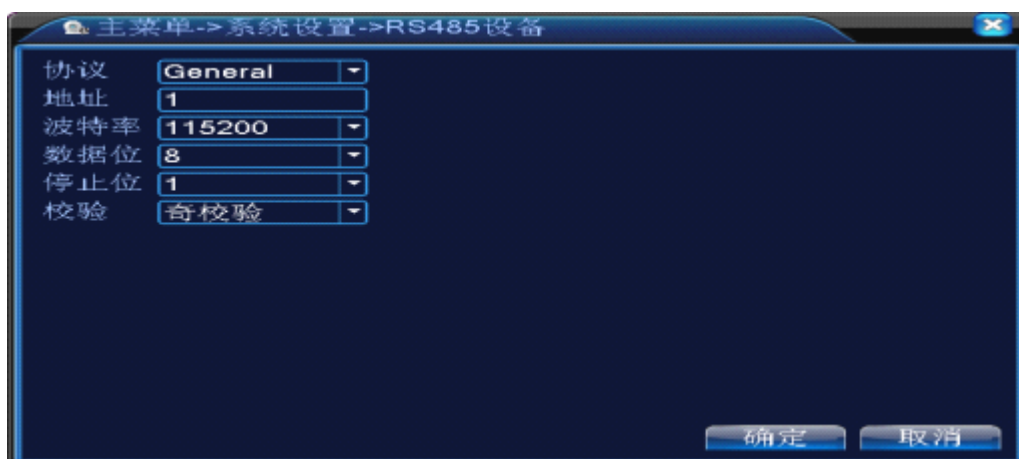 主菜单->系统设置->RS485设备
协议 General
地址 1
波特率 115200
数据位 8
停止位 1
校验 奇校验
确定 取消